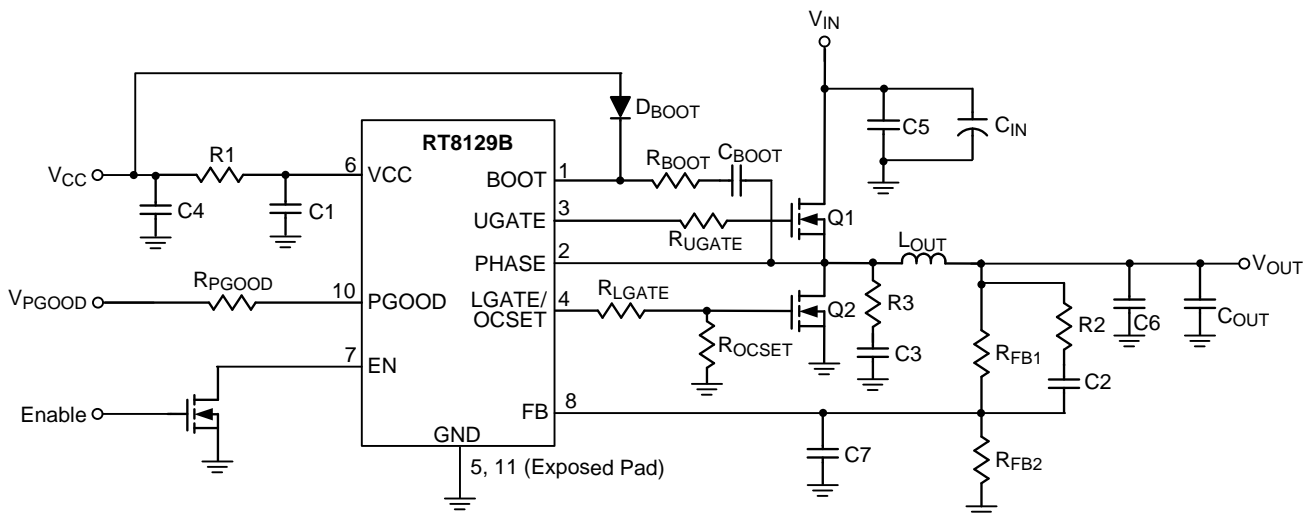 VIN
DBOOT
RT8129B
C5
CIN
VCC
R1
6
VCC
BOOT
1
RBOOT
CBOOT
C4
C1
UGATE
3
RUGATE
Q1
PHASE
2
LOUT
VOUT
VPGOOD
RPGOOD
10
PGOOD
LGATE/
OCSET
4
RLGATE
Q2
R3
ROCSET
C3
RFB1
R2
C2
C6
COUT
7
EN
Enable
FB
8
GND
5, 11 (Exposed Pad)
C7
RFB2